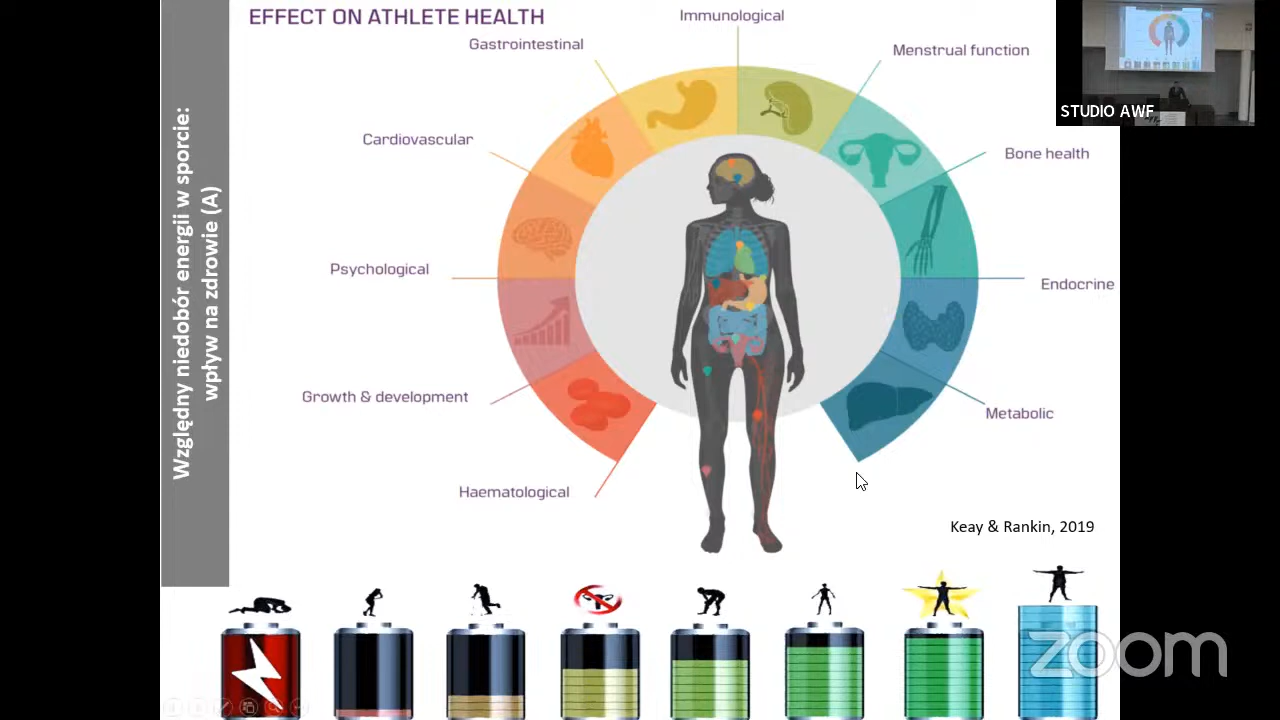 EFFECT ON ATHLETE HEALTH
Immunological
Gastrointestinal
Menstrual function
STUDIO AWF
Cardiovascular
Bone health
Psychological
Endocrine
Growth & development
Metabolic
Haematological
Keay & Rankin, 2019
Względny niedobór energii w sporcie:
wpływ na zdrowie (A)
zoom